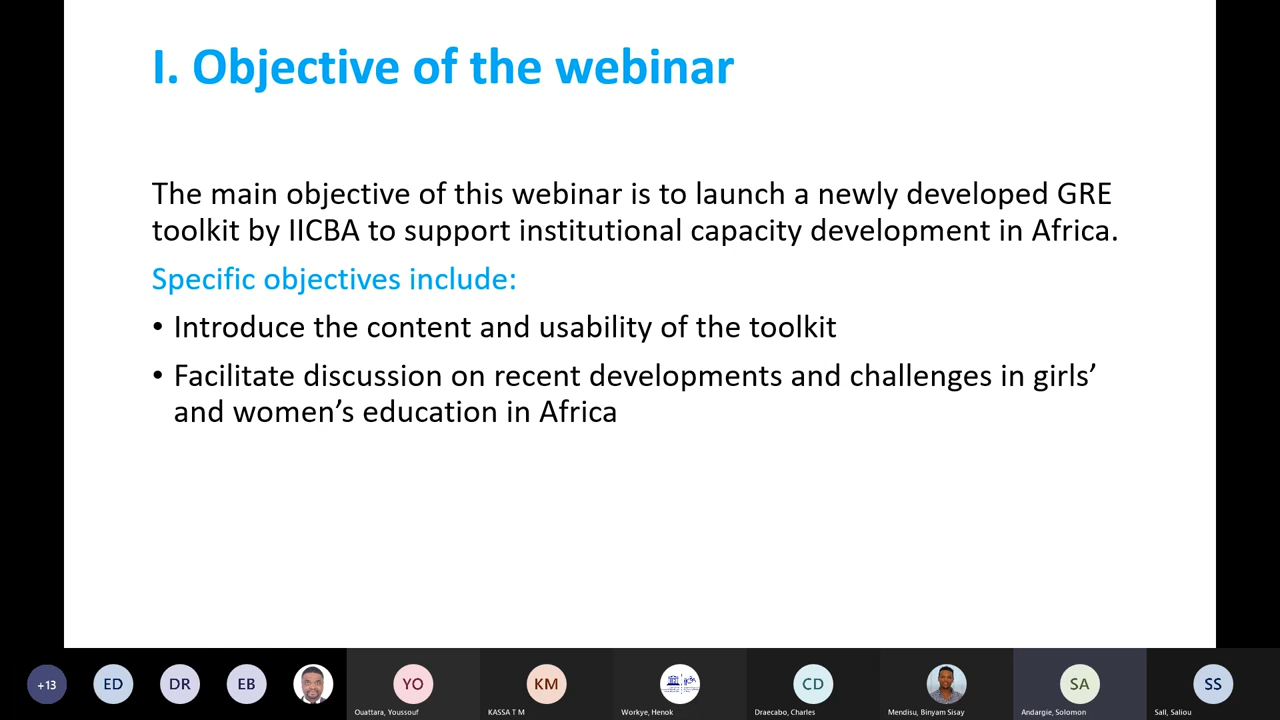 I. Objective of the webinar
The main objective of this webinar is to launch a newly developed GRE
toolkit by IICBA to support institutional capacity development in Africa.
Specific objectives include:
• Introduce the content and usability of the toolkit
• Facilitate discussion on recent developments and challenges in girls’
and women’s education in Africa
+13
ED
DR
EB
YO
KM
CD
SA
SS
Ouattara, Youssouf
KASSA T M
Workye, Henok
Draecabo, Charles
Mendisu, Binyam Sisay
Andargie, Solomon
Sall, Saliou